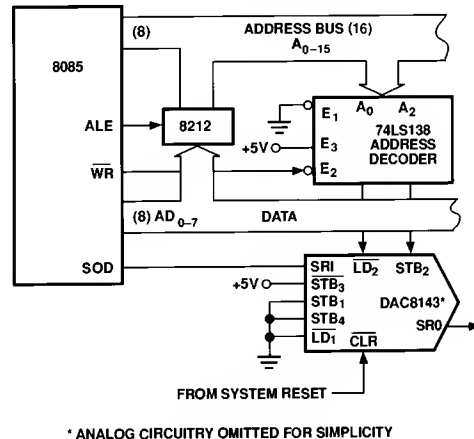 (8)
ADDRESS BUS (16)
A0–15
8085
ALE
8212
E1
A0 A2
74LS138
ADDRESS
DECODER
+5V
E3
E2
WR
(8) AD0–7
DATA
SOD
SRI
LD2
STB2
+5V
STB3
STB1
DAC8143*
STB4
SR0
LD1
CLR
FROM SYSTEM RESET
* ANALOG CIRCUITRY OMITTED FOR SIMPLICITY